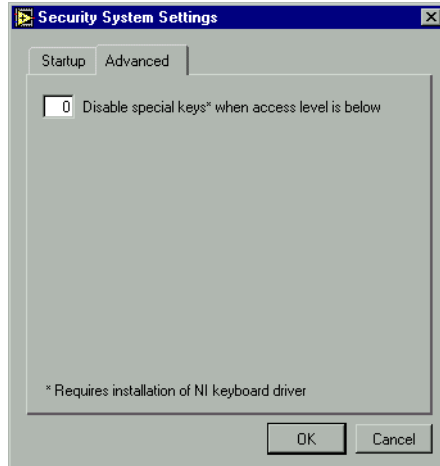 Security System Settings
Startup Advanced
0 Disable special keys* when access level is below
* Requires installation of NI keyboard driver
OK Cancel